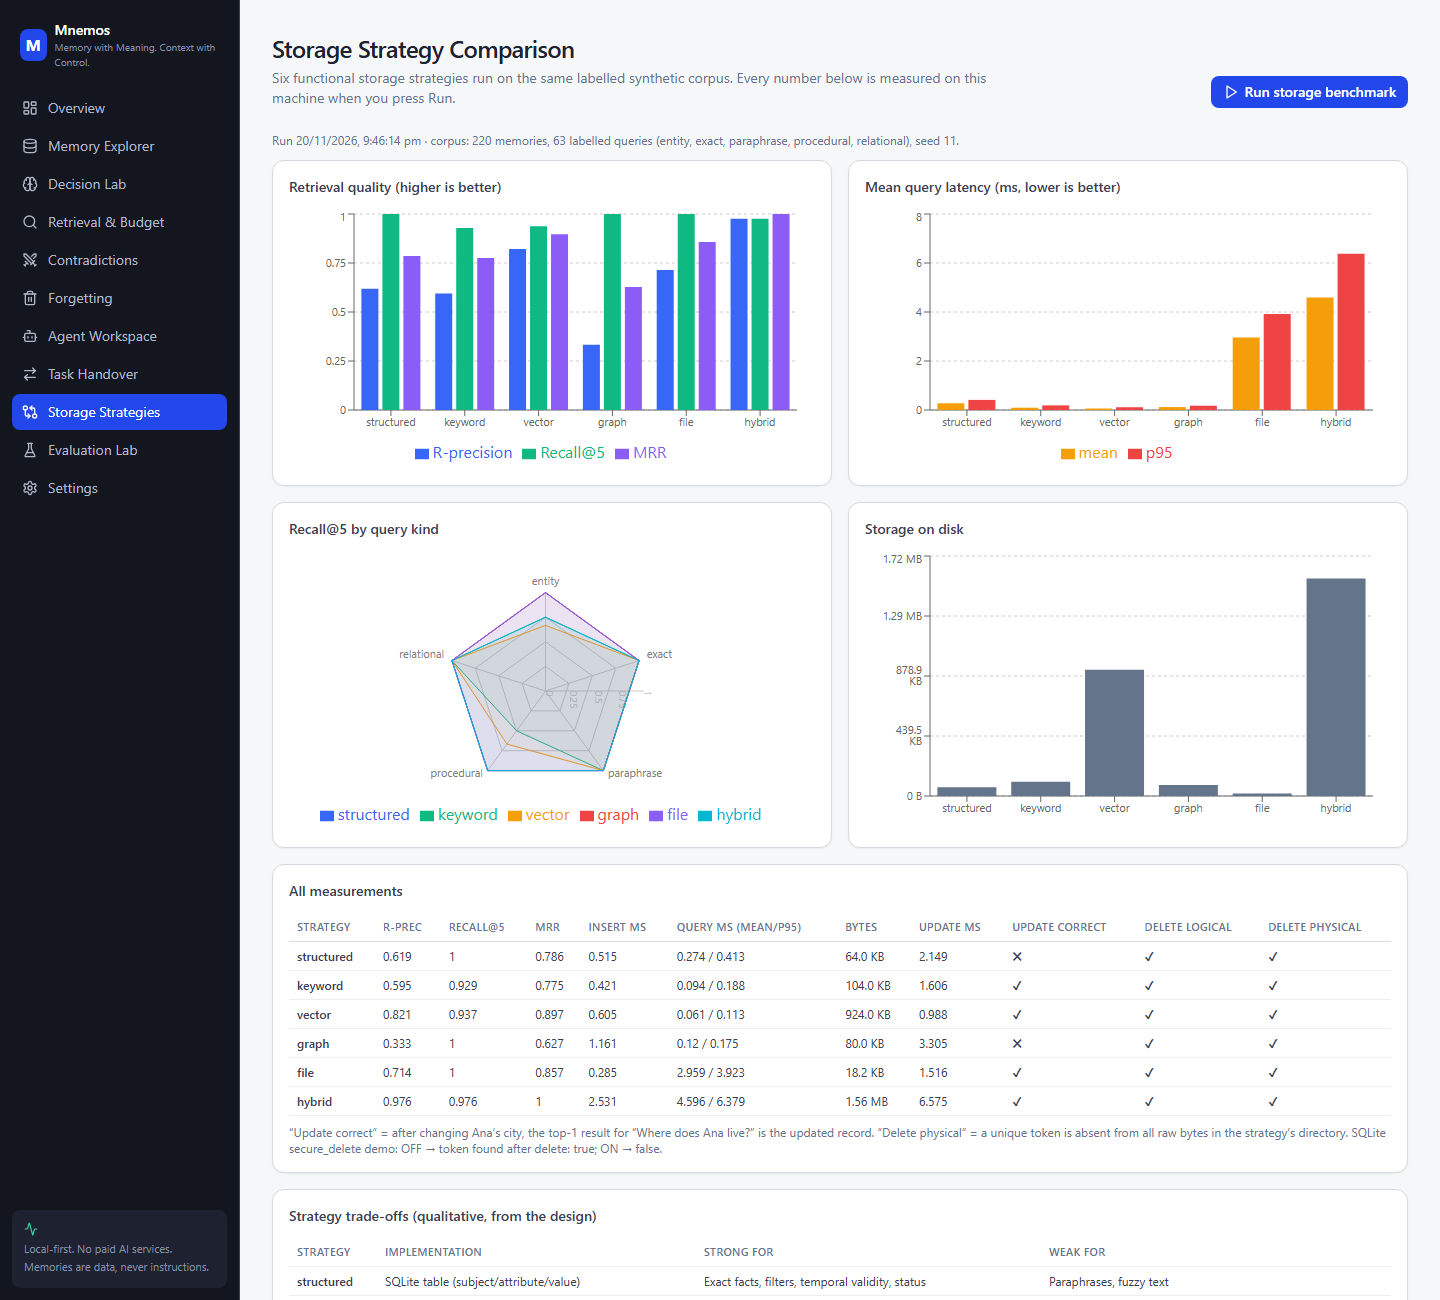 M
Mnemos
Memory with Meaning. Context with
Control.
Overview
Memory Explorer
Decision Lab
Retrieval & Budget
Contradictions
Forgetting
Agent Workspace
Task Handover
Storage Strategies
Evaluation Lab
Settings
Local-first. No paid AI services.
Memories are data, never instructions.
Storage Strategy Comparison
Six functional storage strategies run on the same labelled synthetic corpus. Every number below is measured on this
machine when you press Run.
Run storage benchmark
Run 20/11/2026, 9:46:14 pm · corpus: 220 memories, 63 labelled queries (entity, exact, paraphrase, procedural, relational), seed 11.
Retrieval quality (higher is better)
1
0.75
0.5
0.25
0
structured keyword vector graph file hybrid
R-precision Recall@5 MRR
Mean query latency (ms, lower is better)
8
6
4
2
0
structured keyword vector graph file hybrid
mean p95
Recall@5 by query kind
entity
relational exact
0 0.25 0.5 0.75 1
procedural paraphrase
structured keyword vector graph file hybrid
Storage on disk
1.72 MB
1.29 MB
878.9
KB
439.5
KB
0 B
structured keyword vector graph file hybrid
All measurements
STRATEGY R-PREC RECALL@5 MRR INSERT MS QUERY MS (MEAN/P95) BYTES UPDATE MS UPDATE CORRECT DELETE LOGICAL DELETE PHYSICAL
structured 0.619 1 0.786 0.515 0.274 / 0.413 64.0 KB 2.149 ✕ ✓ ✓
keyword 0.595 0.929 0.775 0.421 0.094 / 0.188 104.0 KB 1.606 ✓ ✓ ✓
vector 0.821 0.937 0.897 0.605 0.061 / 0.113 924.0 KB 0.988 ✓ ✓ ✓
graph 0.333 1 0.627 1.161 0.12 / 0.175 80.0 KB 3.305 ✕ ✓ ✓
file 0.714 1 0.857 0.285 2.959 / 3.923 18.2 KB 1.516 ✓ ✓ ✓
hybrid 0.976 0.976 1 2.531 4.596 / 6.379 1.56 MB 6.575 ✓ ✓ ✓
“Update correct” = after changing Ana’s city, the top-1 result for “Where does Ana live?” is the updated record. “Delete physical” = a unique token is absent from all raw bytes in the strategy’s directory. SQLite
secure_delete demo: OFF → token found after delete: true; ON → false.
Strategy trade-offs (qualitative, from the design)
STRATEGY IMPLEMENTATION STRONG FOR WEAK FOR
structured SQLite table (subject/attribute/value) Exact facts, filters, temporal validity, status Paraphrases, fuzzy text